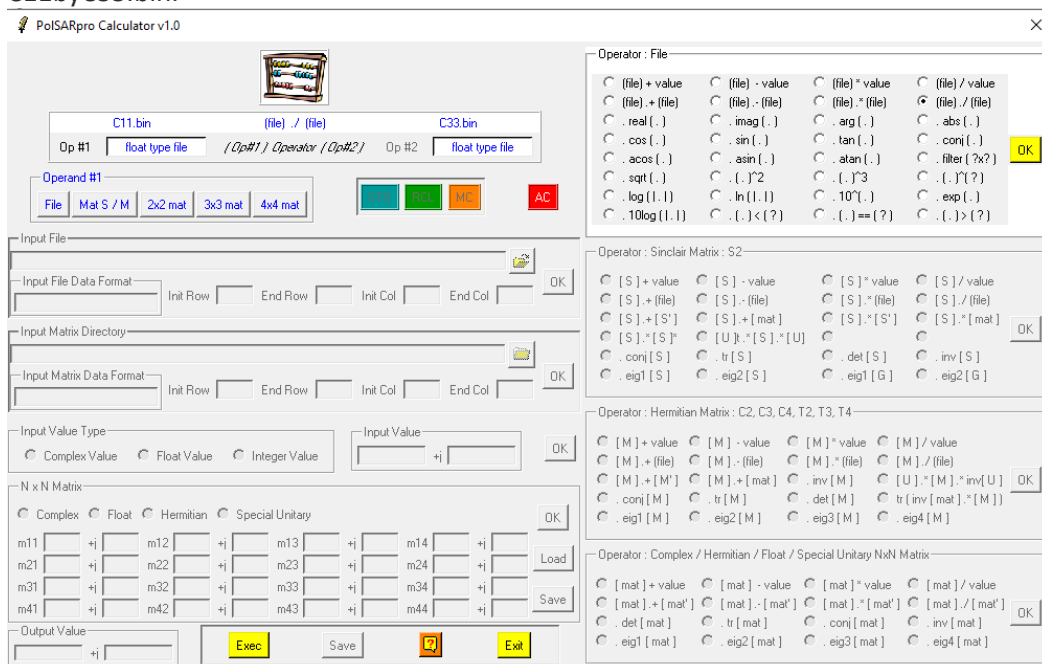 PolSARpro Calculator v1.0
C11.bin (file) ./ (file) C33.bin
Op #1 float type file ( Op#1 ) Operator ( Op#2 ) Op #2 float type file
Operand #1
File Mat S / M 2x2 mat 3x3 mat 4x4 mat RCL MC AC
Input File
OK
Input File Data Format
Init Row End Row Init Col End Col
Input Matrix Directory
OK
Input Matrix Data Format
Init Row End Row Init Col End Col
Input Value Type
Complex Value Float Value Integer Value
Input Value
+j
OK
N x N Matrix
Complex Float Hermitian Special Unitary OK
m11 +j m12 +j m13 +j m14 +j
m21 +j m22 +j m23 +j m24 +j Load
m31 +j m32 +j m33 +j m34 +j
m41 +j m42 +j m43 +j m44 +j Save
Output Value
+j
Exec Save ? Exit
Operator : File
(file) + value (file) - value (file) * value (file) / value
(file) .+ (file) (file) .- (file) (file) .* (file) (file) ./ (file)
. real ( . ) . imag ( . ) . arg ( . ) . abs ( . )
. cos ( . ) . sin ( . ) . tan ( . ) . conj ( . )
OK
. acos ( . ) . asin ( . ) . atan ( . ) . filter ( ?x? )
. sqrt ( . ) . ( . )^2 . ( . )^3 . ( . )^( ? )
. log ( | . | ) . ln ( | . | ) . 10^( . ) . exp ( . )
. 10log ( | . | ) . ( . ) < ( ? ) . ( . ) == ( ? ) . ( . ) > ( ? )
Operator : Sinclair Matrix : S2
[ S ] + value [ S ] - value [ S ] * value [ S ] / value
[ S ] .+ (file) [ S ] .- (file) [ S ] .* (file) [ S ] ./ (file)
[ S ] .+ [ S' ] [ S ] .+ [ mat ] [ S ] .* [ S' ] [ S ] .* [ mat ]
OK
[ S ] .* [ S ]* [ U ]t .* [ S ] .* [ U ]
. conj [ S ] . tr [ S ] . det [ S ] . inv [ S ]
. eig1 [ S ] . eig2 [ S ] . eig1 [ G ] . eig2 [ G ]
Operator : Hermitian Matrix : C2, C3, C4, T2, T3, T4
[ M ] + value [ M ] - value [ M ] * value [ M ] / value
[ M ] .+ (file) [ M ] .- (file) [ M ] .* (file) [ M ] ./ (file)
[ M ] .+ [ M' ] [ M ] .+ [ mat ] . inv [ M ] [ U ] .* [ M ] .* inv[ U ] OK
. conj [ M ] . tr [ M ] . det [ M ] tr ( inv [ mat ] .* [ M ] )
. eig1 [ M ] . eig2 [ M ] . eig3 [ M ] . eig4 [ M ]
Operator : Complex / Hermitian / Float / Special Unitary NxN Matrix
[ mat ] + value [ mat ] - value [ mat ] * value [ mat ] / value
[ mat ] .+ [ mat' ] [ mat ] .- [ mat' ] [ mat ] .* [ mat' ] [ mat ] ./ [ mat' ]
OK
. det [ mat ] . tr [ mat ] . conj [ mat ] . inv [ mat ]
. eig1 [ mat ] . eig2 [ mat ] . eig3 [ mat ] . eig4 [ mat ]